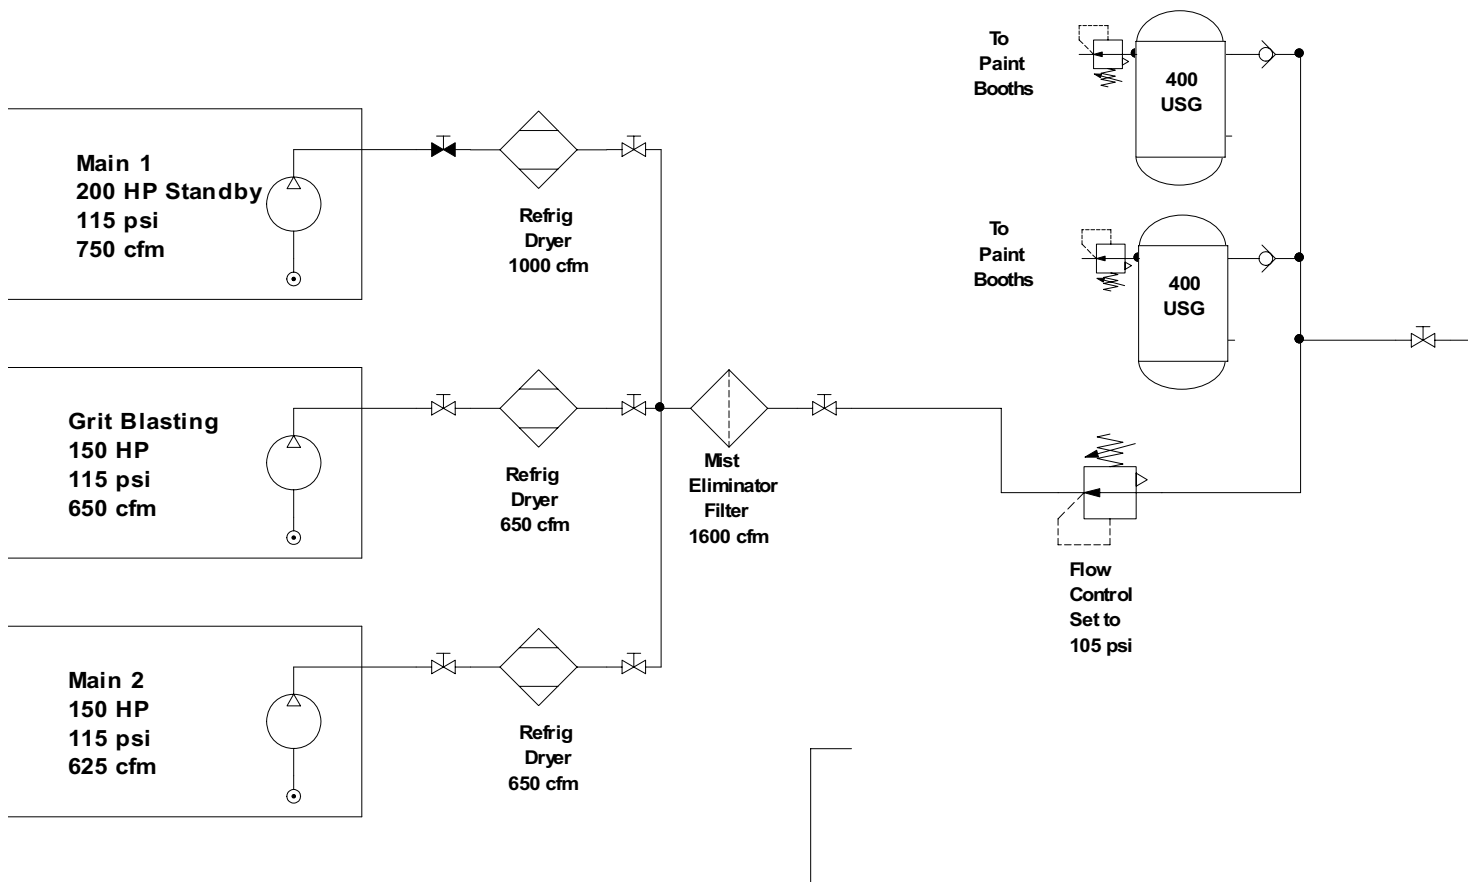 To
Paint
Booths
400
USG
Main 1
200 HP Standby
115 psi
750 cfm
Refrig
Dryer
1000 cfm
To
Paint
Booths
400
USG
Grit Blasting
150 HP
115 psi
650 cfm
Refrig
Dryer
650 cfm
Mist
Eliminator
Filter
1600 cfm
Flow
Control
Set to
105 psi
Main 2
150 HP
115 psi
625 cfm
Refrig
Dryer
650 cfm